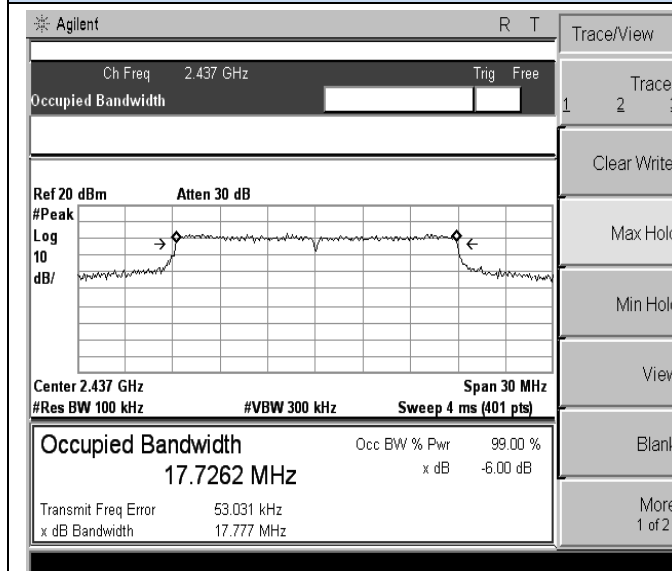 Agilent R T
Trace/View
Ch Freq 2.437 GHz Trig Free
Occupied Bandwidth
Trace
1 2
Clear Write
Max Hold
Min Hold
View
Blank
More
1 of 2
Ref 20 dBm Atten 30 dB
#Peak
Log
10
dB/
Center 2.437 GHz Span 30 MHz
#Res BW 100 kHz #VBW 300 kHz Sweep 4 ms (401 pts)
Occupied Bandwidth Occ BW % Pwr 99.00 %
17.7262 MHz x dB -6.00 dB
Transmit Freq Error 53.031 kHz
x dB Bandwidth 17.777 MHz